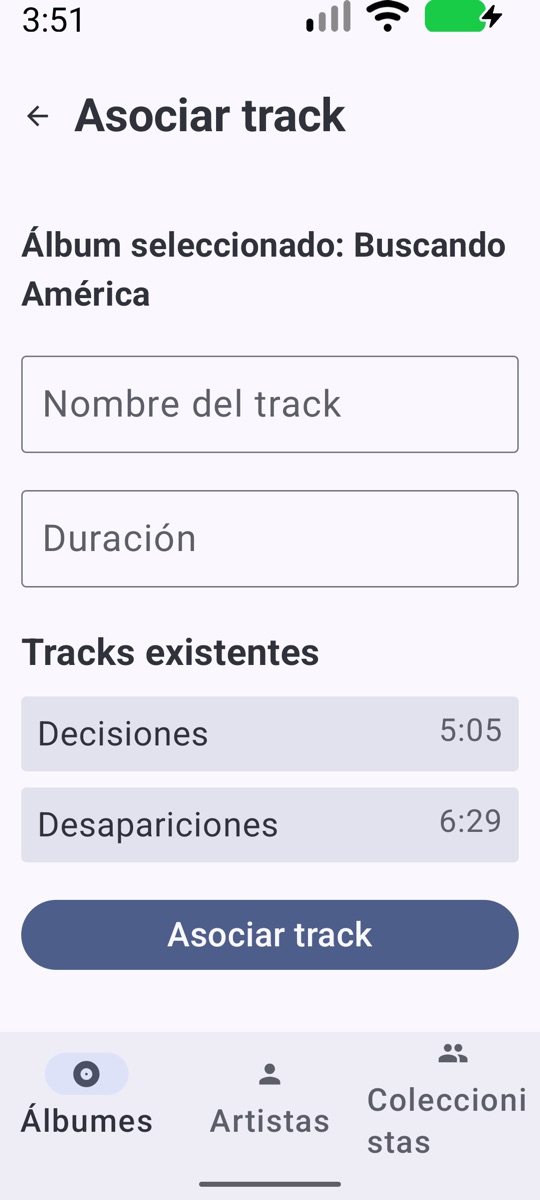 3:51
Asociar track
Álbum seleccionado: Buscando
América
Nombre del track
Duración
Tracks existentes
Decisiones 5:05
Desapariciones 6:29
Asociar track
Álbumes
Artistas
Coleccioni
stas